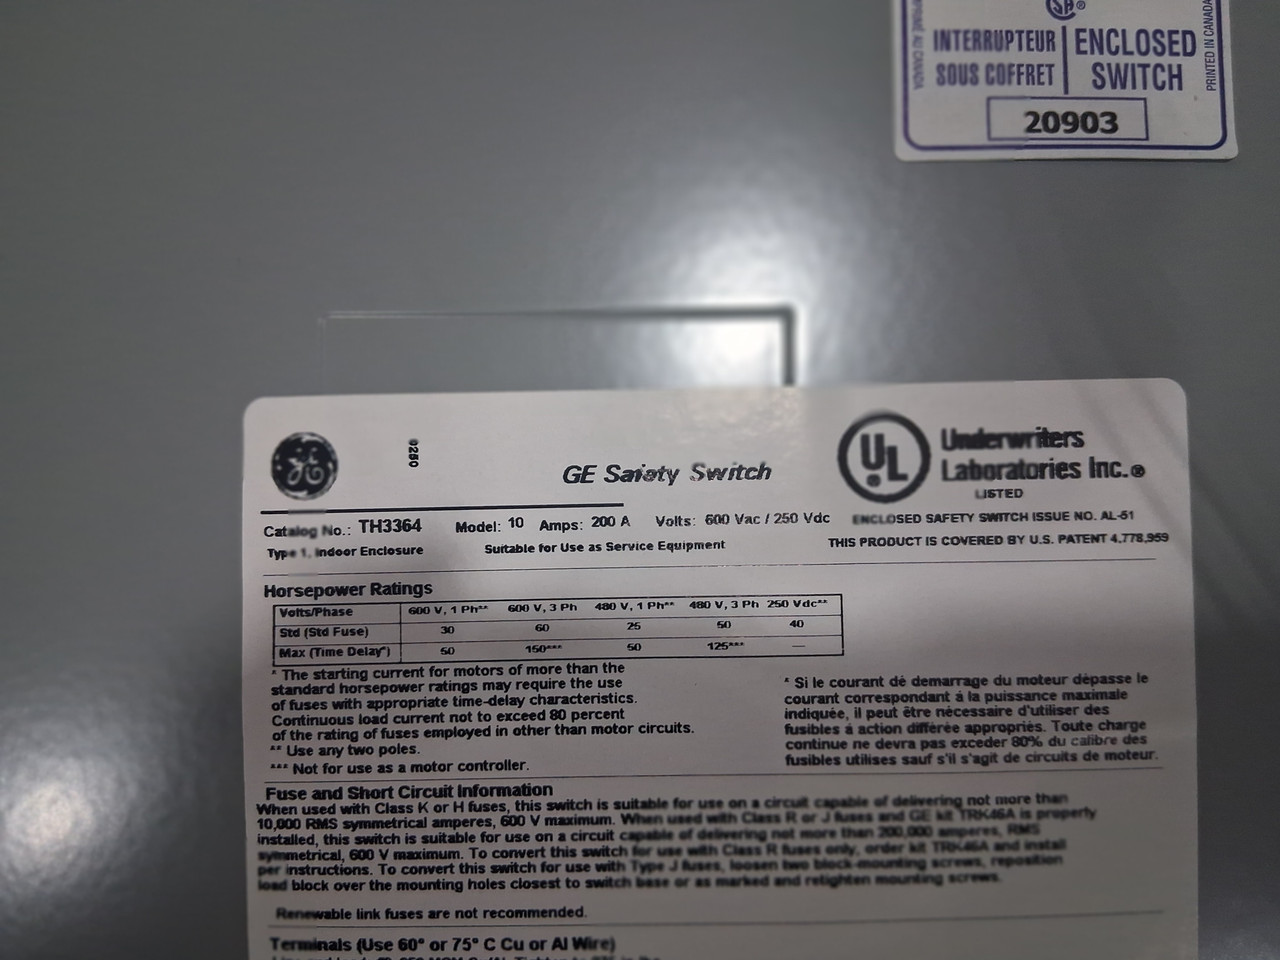 IMPRIMÉ AU CANADA
INTERRUPTEUR
SOUS COFFRET
ENCLOSED
SWITCH
PRINTED IN CANADA
20903
0250
GE Safety Switch
UL
Underwriters
Laboratories Inc.®
LISTED
Catalog No.: TH3364 Model: 10 Amps: 200 A Volts: 600 Vac / 250 Vdc
ENCLOSED SAFETY SWITCH ISSUE NO. AL-51
Type 1, Indoor Enclosure Suitable for Use as Service Equipment
THIS PRODUCT IS COVERED BY U.S. PATENT 4,778,959
Horsepower Ratings
Volts/Phase 600 V, 1 Ph** 600 V, 3 Ph 480 V, 1 Ph** 480 V, 3 Ph 250 Vdc**
Std (Std Fuse) 30 60 25 50 40
Max (Time Delay*) 50 150*** 50 125*** —
* The starting current for motors of more than the
standard horsepower ratings may require the use
of fuses with appropriate time-delay characteristics.
Continuous load current not to exceed 80 percent
of the rating of fuses employed in other than motor circuits.
** Use any two poles.
*** Not for use as a motor controller.
* Si le courant dé demarrage du moteur dépasse le
courant correspondant à la puissance maximale
indiquée, il peut être nécessaire d'utiliser des
fusibles à action différée appropriés. Toute charge
continue ne devra pas exceder 80% du calibre des
fusibles utilises sauf s'il s'agit de circuits de moteur.
Fuse and Short Circuit Information
When used with Class K or H fuses, this switch is suitable for use on a circuit capable of delivering not more than
10,000 RMS symmetrical amperes, 600 V maximum. When used with Class R or J fuses and GE kit TRK46A is properly
installed, this switch is suitable for use on a circuit capable of delivering not more than 200,000 amperes, RMS
symmetrical, 600 V maximum. To convert this switch for use with Class R fuses only, order kit TRK46A and install
per instructions. To convert this switch for use with Type J fuses, loosen two block-mounting screws, reposition
load block over the mounting holes closest to switch base or as marked and retighten mounting screws.
Renewable link fuses are not recommended.
Terminals (Use 60° or 75° C Cu or Al Wire)